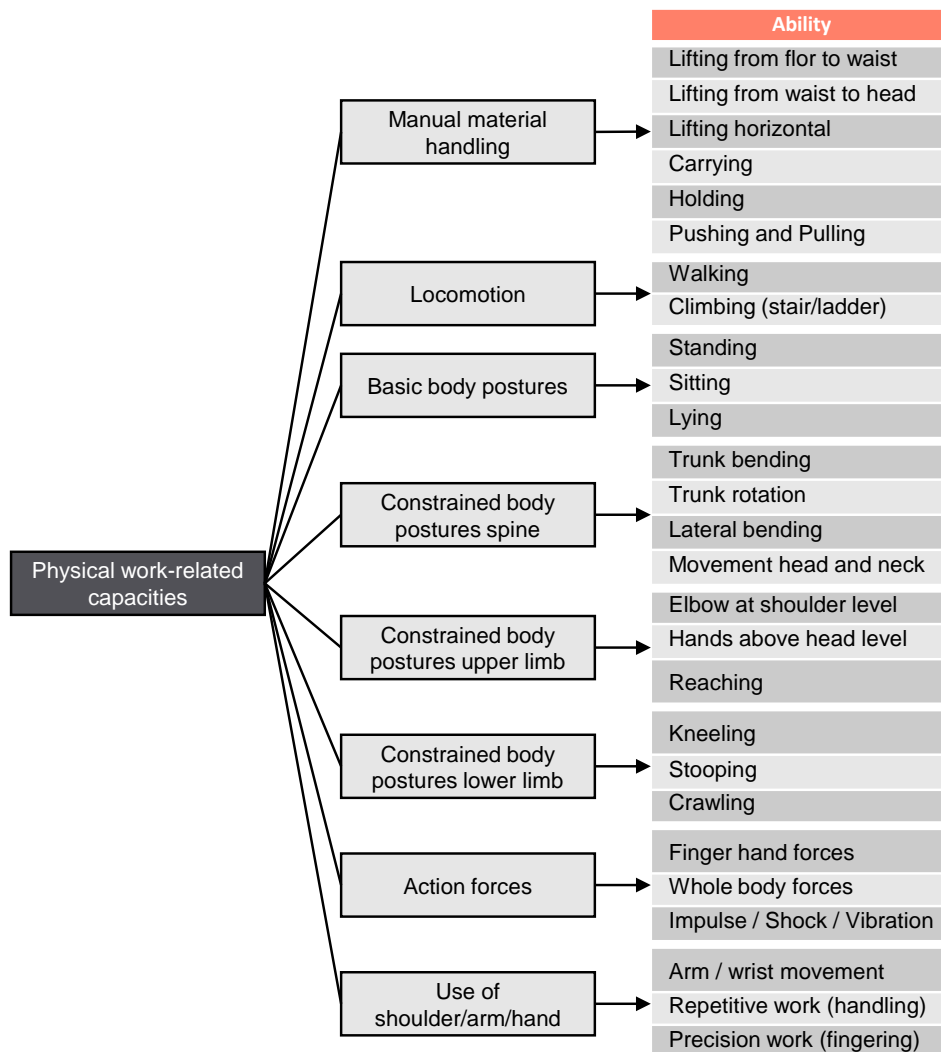 Ability
Lifting from flor to waist
Lifting from waist to head
Manual material
handling
Lifting horizontal
Carrying
Holding
Pushing and Pulling
Locomotion
Walking
Climbing (stair/ladder)
Basic body postures
Standing
Sitting
Lying
Constrained body
postures spine
Trunk bending
Trunk rotation
Lateral bending
Movement head and neck
Physical work-related
capacities
Constrained body
postures upper limb
Elbow at shoulder level
Hands above head level
Reaching
Constrained body
postures lower limb
Kneeling
Stooping
Crawling
Action forces
Finger hand forces
Whole body forces
Impulse / Shock / Vibration
Use of
shoulder/arm/hand
Arm / wrist movement
Repetitive work (handling)
Precision work (fingering)